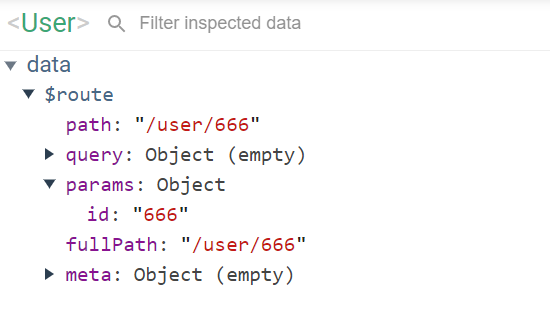 <User> Filter inspected data
data
$route
path: "/user/666"
query: Object (empty)
params: Object
id: "666"
fullPath: "/user/666"
meta: Object (empty)